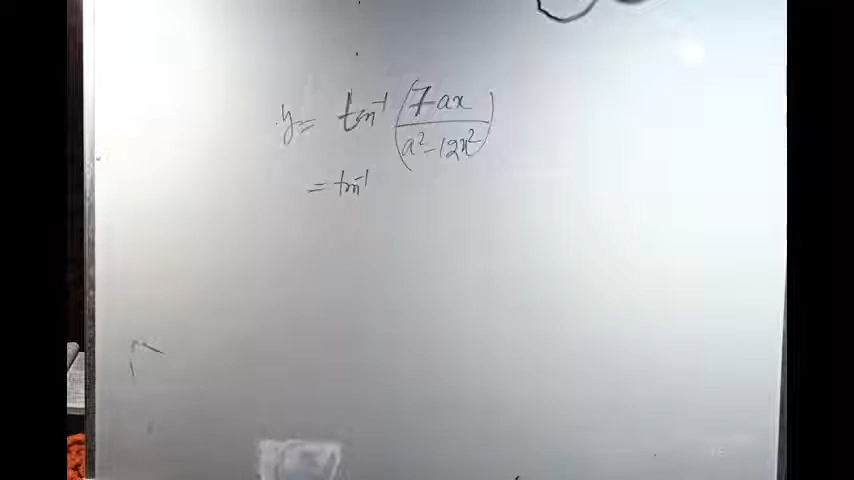 y = tan⁻¹ (7ax / a² - 12x²)
= tan⁻¹